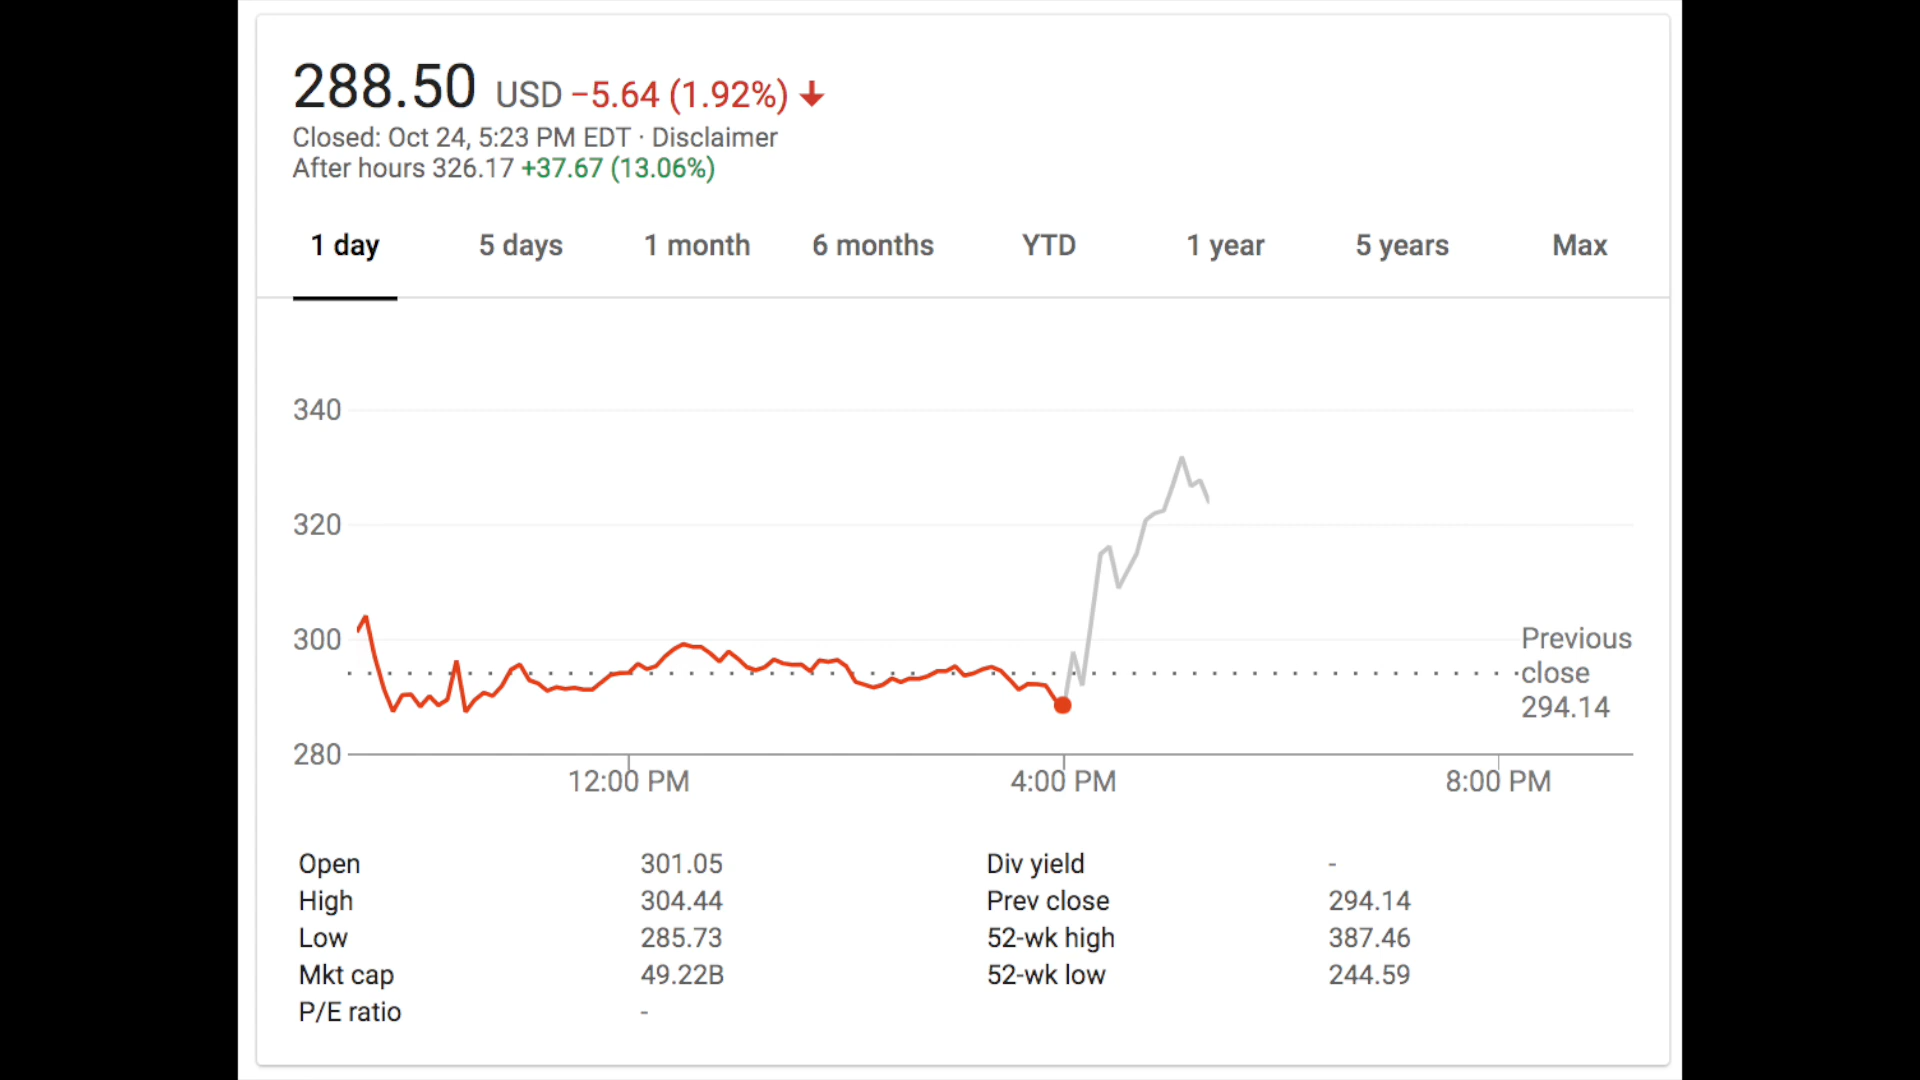 288.50 USD −5.64 (1.92%) ↓
Closed: Oct 24, 5:23 PM EDT · Disclaimer
After hours 326.17 +37.67 (13.06%)
1 day 5 days 1 month 6 months YTD 1 year 5 years Max
340
320
300
280
Previous
close
294.14
12:00 PM 4:00 PM 8:00 PM
Open 301.05 Div yield -
High 304.44 Prev close 294.14
Low 285.73 52-wk high 387.46
Mkt cap 49.22B 52-wk low 244.59
P/E ratio -